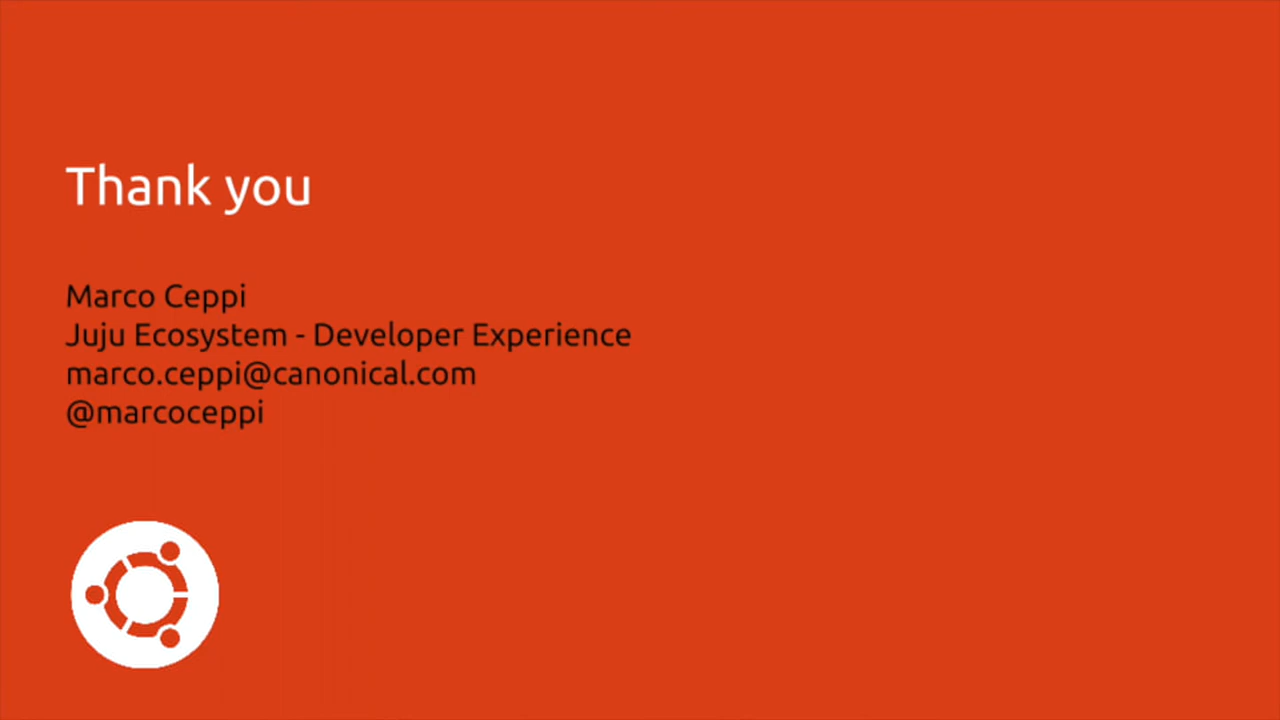 Thank you
Marco Ceppi
Juju Ecosystem - Developer Experience
marco.ceppi@canonical.com
@marcoceppi